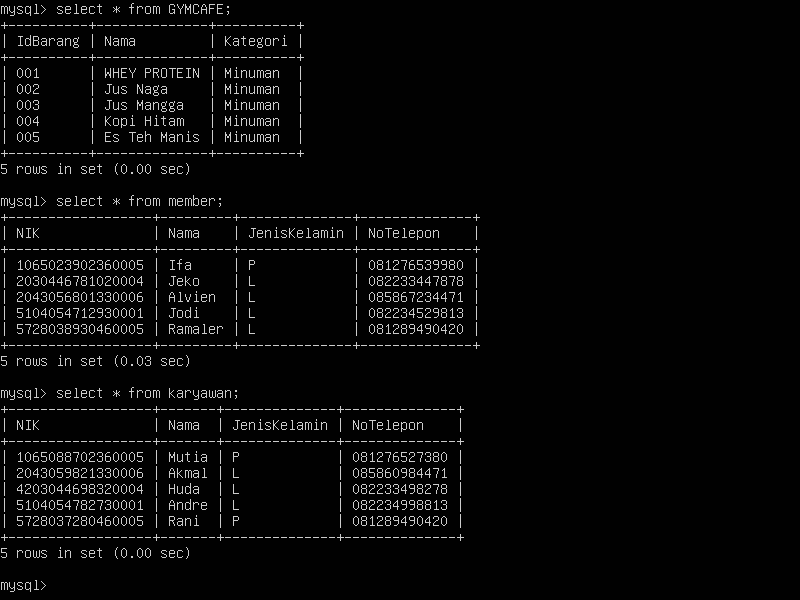 mysql> select * from GYMCAFE;
+----------+---------------+----------+
| IdBarang | Nama          | Kategori |
+----------+---------------+----------+
| 001      | WHEY PROTEIN | Minuman  |
| 002      | Jus Naga     | Minuman  |
| 003      | Jus Mangga   | Minuman  |
| 004      | Kopi Hitam   | Minuman  |
| 005      | Es Teh Manis | Minuman  |
+----------+--------------+----------+
5 rows in set (0.00 sec)

mysql> select * from member;
+------------------+---------+--------------+--------------+
| NIK              | Nama    | JenisKelamin | NoTelepon    |
+------------------+---------+--------------+--------------+
| 1065023902360005 | Ifa     | P            | 081276539980 |
| 2030446781020004 | Jeko    | L            | 082233447878 |
| 2043056801330006 | Alvien  | L            | 085867234471 |
| 5104054712930001 | Jodi    | L            | 082234529813 |
| 5728038930460005 | Ramaler | L            | 081289490420 |
+------------------+---------+--------------+--------------+
5 rows in set (0.03 sec)

mysql> select * from karyawan;
+------------------+-------+--------------+--------------+
| NIK              | Nama  | JenisKelamin | NoTelepon    |
+------------------+-------+--------------+--------------+
| 1065088702360005 | Mutia | P            | 081276527380 |
| 2043059821330006 | Akmal | L            | 085860984471 |
| 4203044698320004 | Huda  | L            | 082233498278 |
| 5104054782730001 | Andre | L            | 082234998813 |
| 5728037280460005 | Rani  | P            | 081289490420 |
+------------------+-------+--------------+--------------+
5 rows in set (0.00 sec)

mysql>